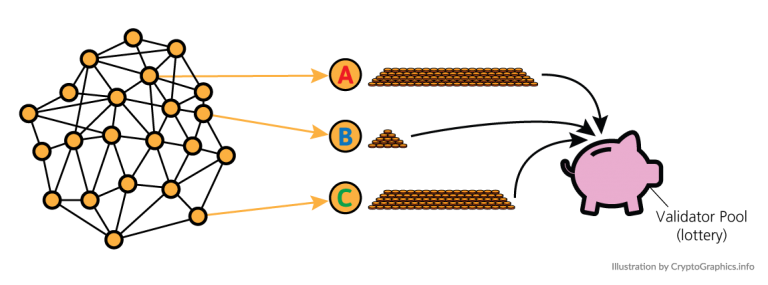 A
B
C
Validator Pool
(lottery)
Illustration by CryptoGraphics.info